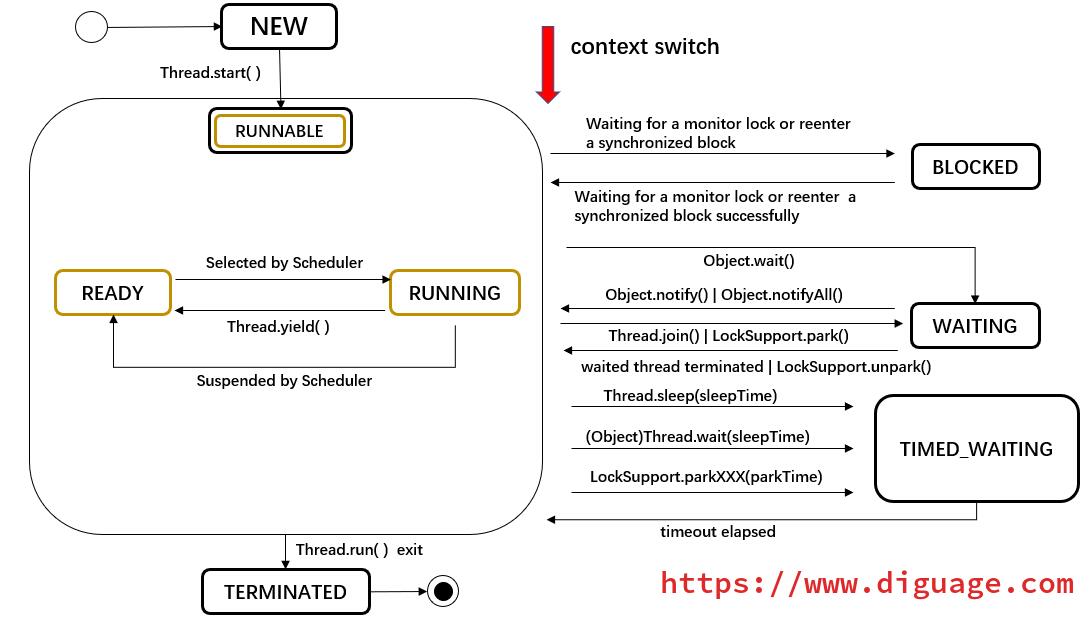 NEW
context switch
Thread.start( )
RUNNABLE
Waiting for a monitor lock or reenter
a synchronized block
BLOCKED
Waiting for a monitor lock or reenter a
synchronized block successfully
Selected by Scheduler
READY
RUNNING
Thread.yield( )
Suspended by Scheduler
Object.wait()
Object.notify() | Object.notifyAll()
WAITING
Thread.join() | LockSupport.park()
waited thread terminated | LockSupport.unpark()
Thread.sleep(sleepTime)
(Object)Thread.wait(sleepTime)
TIMED_WAITING
LockSupport.parkXXX(parkTime)
timeout elapsed
Thread.run( ) exit
TERMINATED
https://www.diguage.com